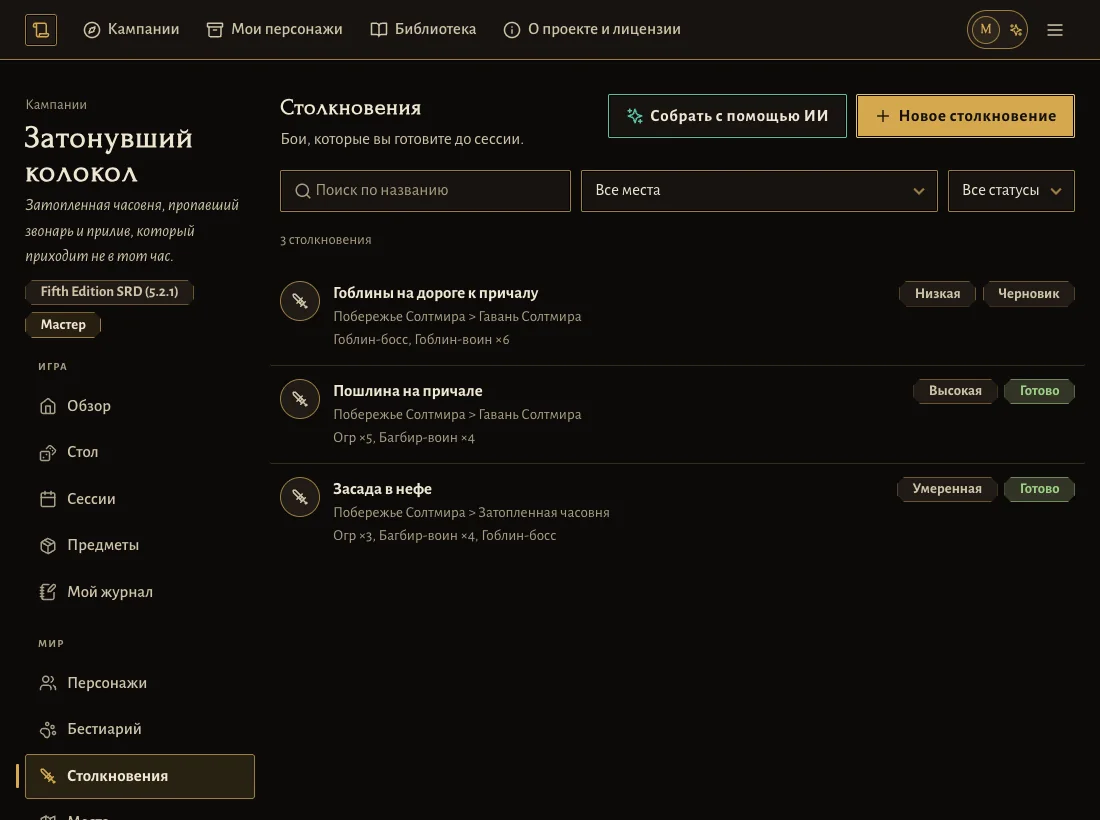 Кампании
Мои персонажи
Библиотека
О проекте и лицензии
М
Кампании
Затонувший
колокол
Затопленная часовня, пропавший
звонарь и прилив, который
приходит не в тот час.
Fifth Edition SRD (5.2.1)
Мастер
ИГРА
Обзор
Стол
Сессии
Предметы
Мой журнал
МИР
Персонажи
Бестиарий
Столкновения
Места
Столкновения
Бои, которые вы готовите до сессии.
Собрать с помощью ИИ
Новое столкновение
Поиск по названию
Все места
Все статусы
3 столкновения
Гоблины на дороге к причалу
Побережье Солтмира > Гавань Солтмира
Гоблин-босс, Гоблин-воин ×6
Низкая
Черновик
Пошлина на причале
Побережье Солтмира > Гавань Солтмира
Огр ×5, Багбир-воин ×4
Высокая
Готово
Засада в нефе
Побережье Солтмира > Затопленная часовня
Огр ×3, Багбир-воин ×4, Гоблин-босс
Умеренная
Готово